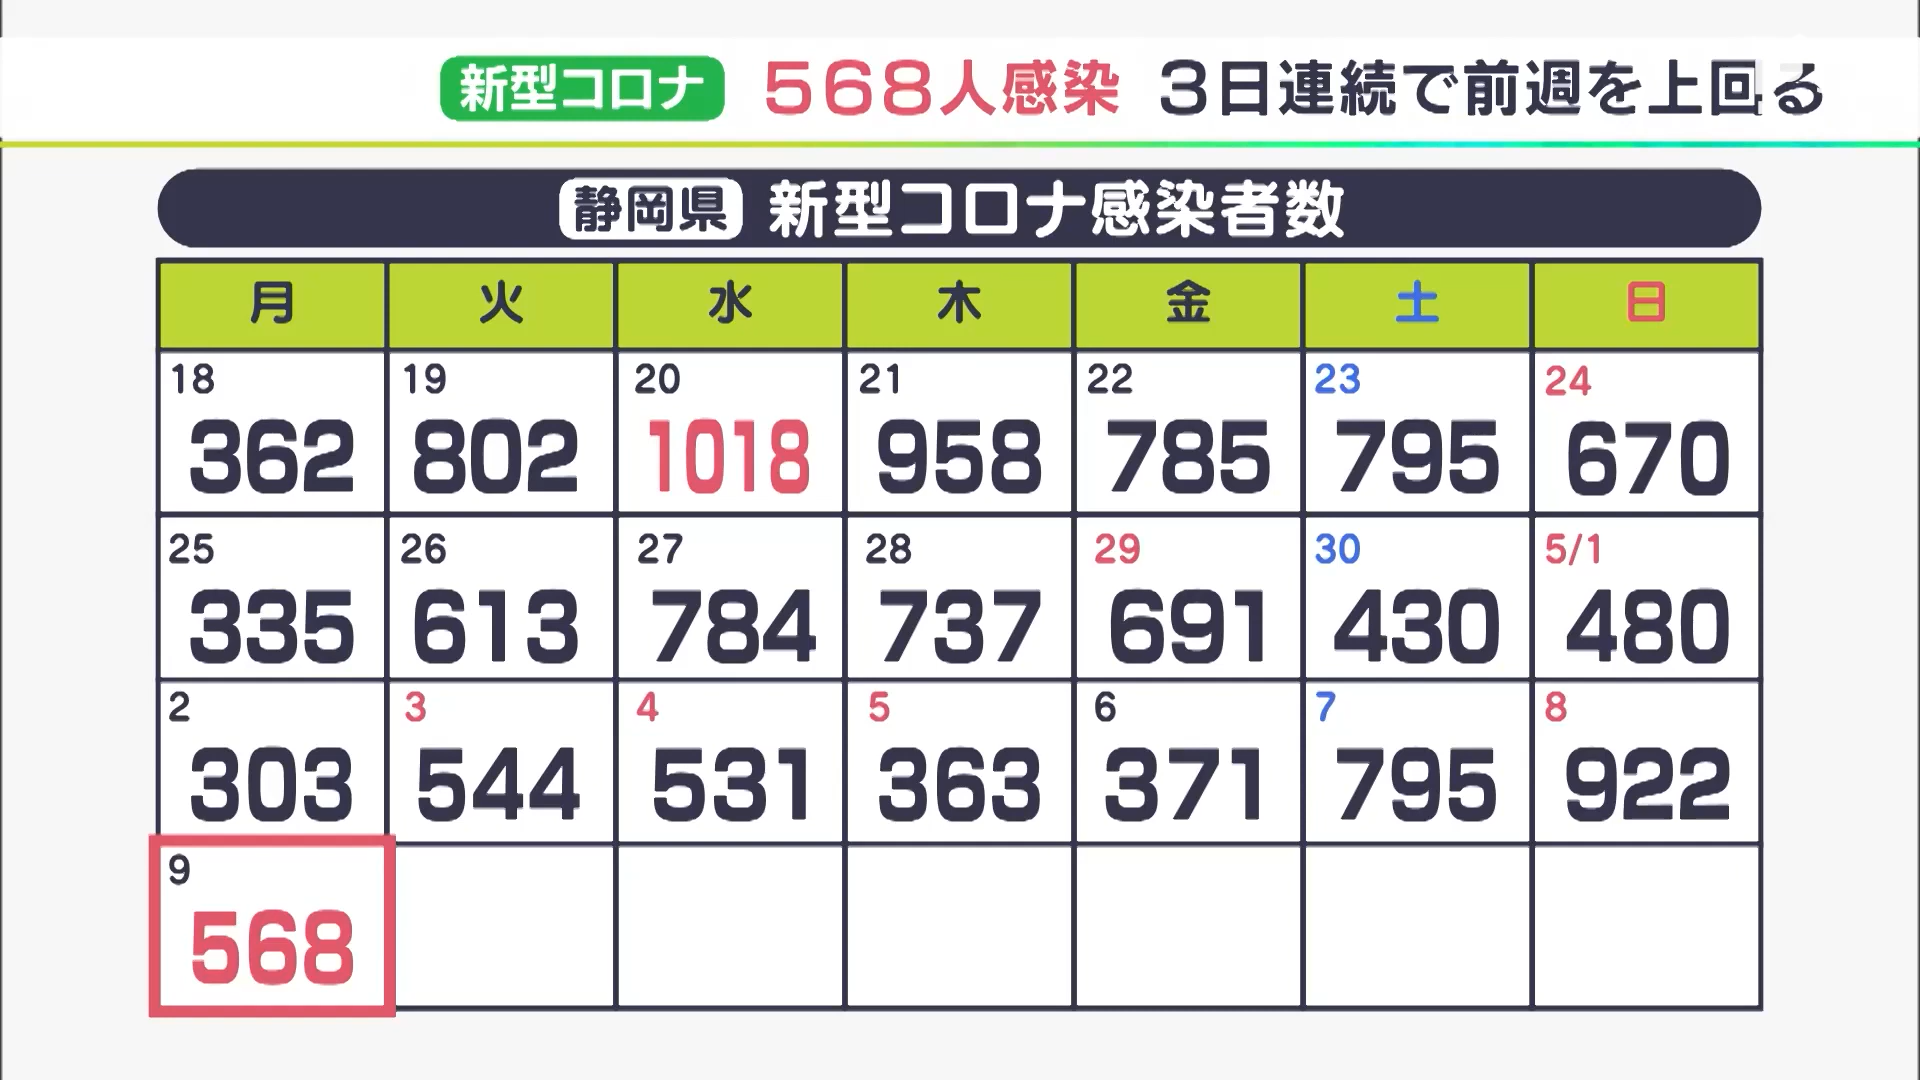 新型コロナ 568人感染 3日連続で前週を上回る
静岡県 新型コロナ感染者数
月 火 水 木 金 土 日
18 19 20 21 22 23 24
362 802 1018 958 785 795 670
25 26 27 28 29 30 5/1
335 613 784 737 691 430 480
2 3 4 5 6 7 8
303 544 531 363 371 795 922
9
568